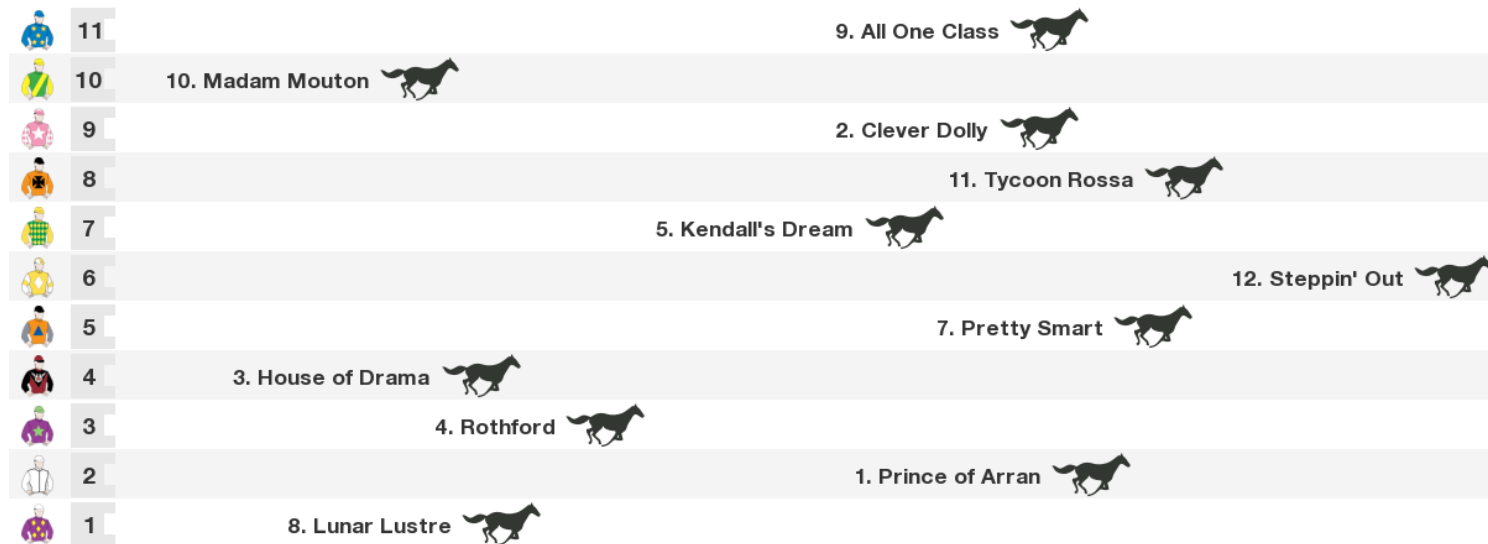 11 9. All One Class
10 10. Madam Mouton
9 2. Clever Dolly
8 11. Tycoon Rossa
7 5. Kendall's Dream
6 12. Steppin' Out
5 7. Pretty Smart
4 3. House of Drama
3 4. Rothford
2 1. Prince of Arran
1 8. Lunar Lustre